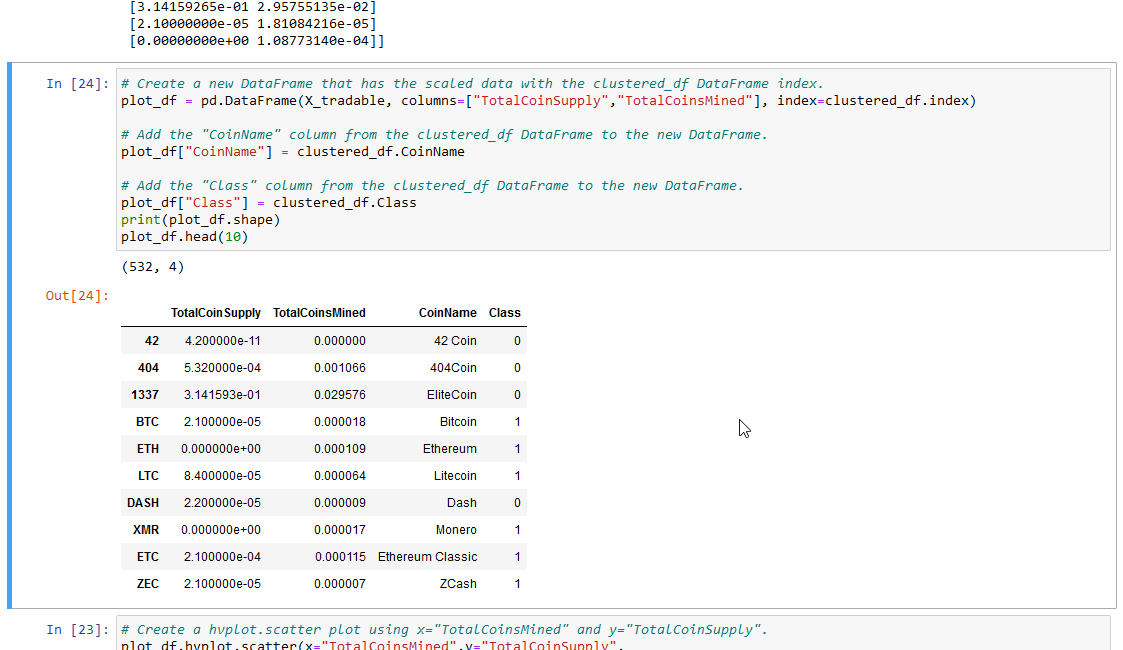 [3.14159265e-01 2.95755135e-02]
[2.10000000e-05 1.81084216e-05]
[0.00000000e+00 1.08773140e-04]]
In [24]: # Create a new DataFrame that has the scaled data with the clustered_df DataFrame index.
plot_df = pd.DataFrame(X_tradable, columns=["TotalCoinSupply","TotalCoinsMined"], index=clustered_df.index)
# Add the "CoinName" column from the clustered_df DataFrame to the new DataFrame.
plot_df["CoinName"] = clustered_df.CoinName
# Add the "Class" column from the clustered_df DataFrame to the new DataFrame.
plot_df["Class"] = clustered_df.Class
print(plot_df.shape)
plot_df.head(10)
(532, 4)
Out[24]:
TotalCoinSupply TotalCoinsMined CoinName Class
42 4.200000e-11 0.000000 42 Coin 0
404 5.320000e-04 0.001066 404Coin 0
1337 3.141593e-01 0.029576 EliteCoin 0
BTC 2.100000e-05 0.000018 Bitcoin 1
ETH 0.000000e+00 0.000109 Ethereum 1
LTC 8.400000e-05 0.000064 Litecoin 1
DASH 2.200000e-05 0.000009 Dash 0
XMR 0.000000e+00 0.000017 Monero 1
ETC 2.100000e-04 0.000115 Ethereum Classic 1
ZEC 2.100000e-05 0.000007 ZCash 1
In [23]: # Create a hvplot.scatter plot using x="TotalCoinsMined" and y="TotalCoinSupply".
plot_df.hvplot.scatter(x="TotalCoinsMined",y="TotalCoinSupply",